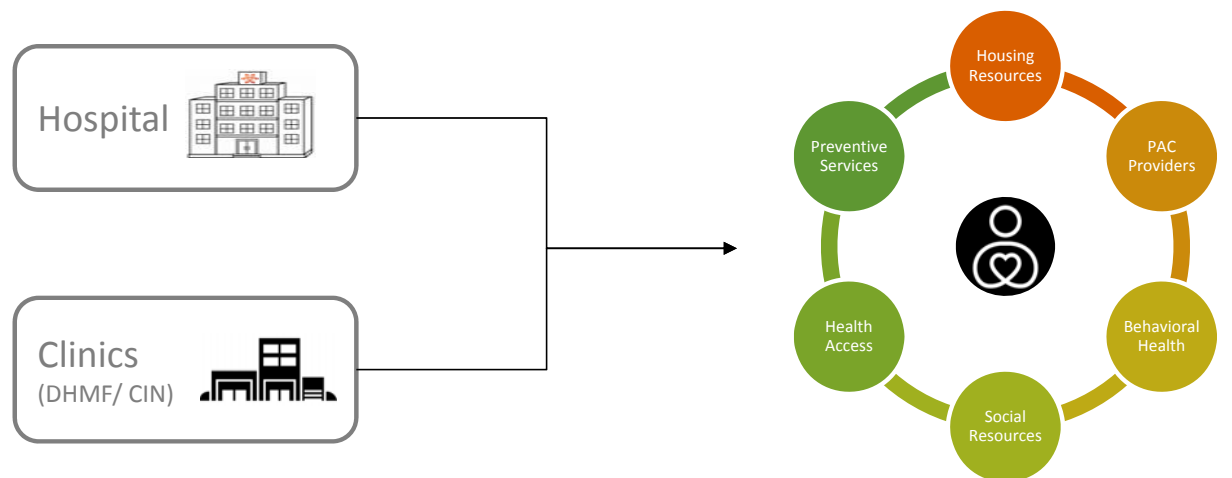 Hospital
Clinics
(DHMF/ CIN)
Housing
Resources
PAC
Providers
Behavioral
Health
Social
Resources
Health
Access
Preventive
Services